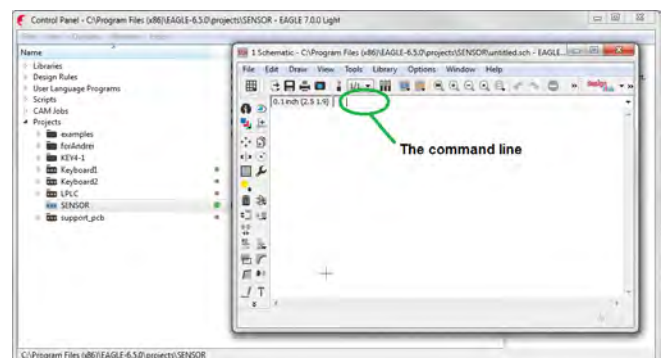 Control Panel - C:\Program Files (x86)\EAGLE-6.5.0\projects\SENSOR - EAGLE 7.0.0 Light
Name
Libraries
Design Rules
User Language Programs
Scripts
CAM Jobs
Projects
examples
forAndrei
KEY4-1
Keyboard1
Keyboard2
LPLC
SENSOR
support_pcb
1 Schematic - C:\Program Files (x86)\EAGLE-6.5.0\projects\SENSOR\untitled.sch - EAGLE...
File Edit Draw View Tools Library Options Window Help
1/1
0.1 inch (2.5 1.9)
The command line
C:\Program Files (x86)\EAGLE-6.5.0\projects\SENSOR